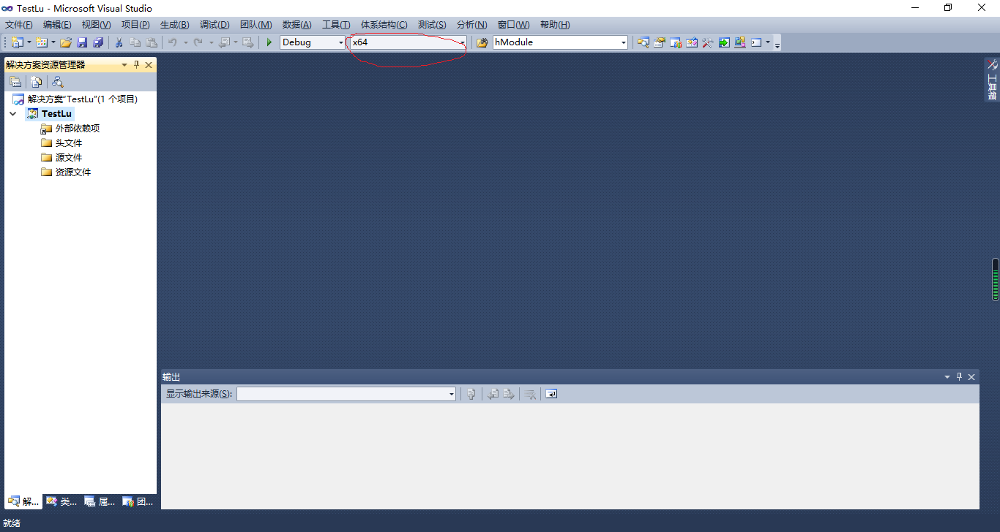 TestLu - Microsoft Visual Studio
文件(F) 编辑(E) 视图(V) 项目(P) 生成(B) 调试(D) 团队(M) 数据(A) 工具(T) 体系结构(C) 测试(S) 分析(N) 窗口(W) 帮助(H)
Debug x64 hModule
解决方案资源管理器
解决方案“TestLu”(1 个项目)
TestLu
外部依赖项
头文件
源文件
资源文件
工具箱
输出
显示输出来源(S):
解... 类... 属... 团...
就绪